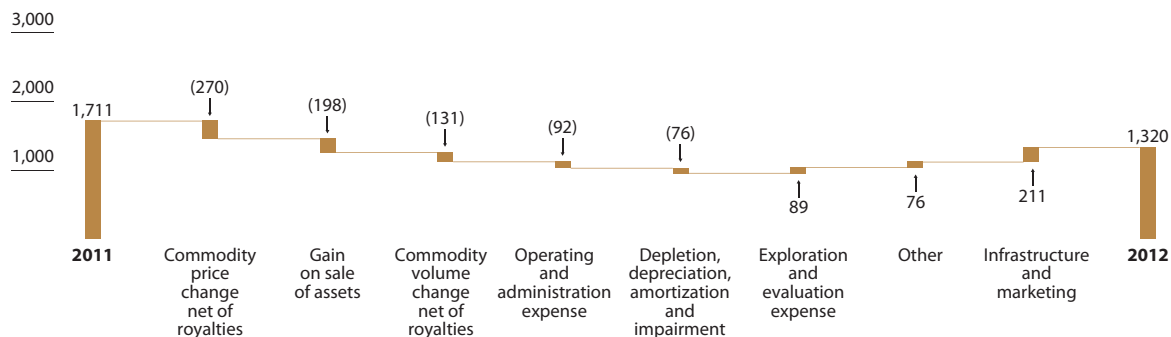 3,000
2,000
1,000
1,711
(270)
(198)
(131)
(92)
(76)
89
76
211
1,320
2011
Commodity
price
change
net of
royalties
Gain
on sale
of assets
Commodity
volume
change
net of
royalties
Operating
and
administration
expense
Depletion,
depreciation,
amortization
and
impairment
Exploration
and
evaluation
expense
Other
Infrastructure
and
marketing
2012